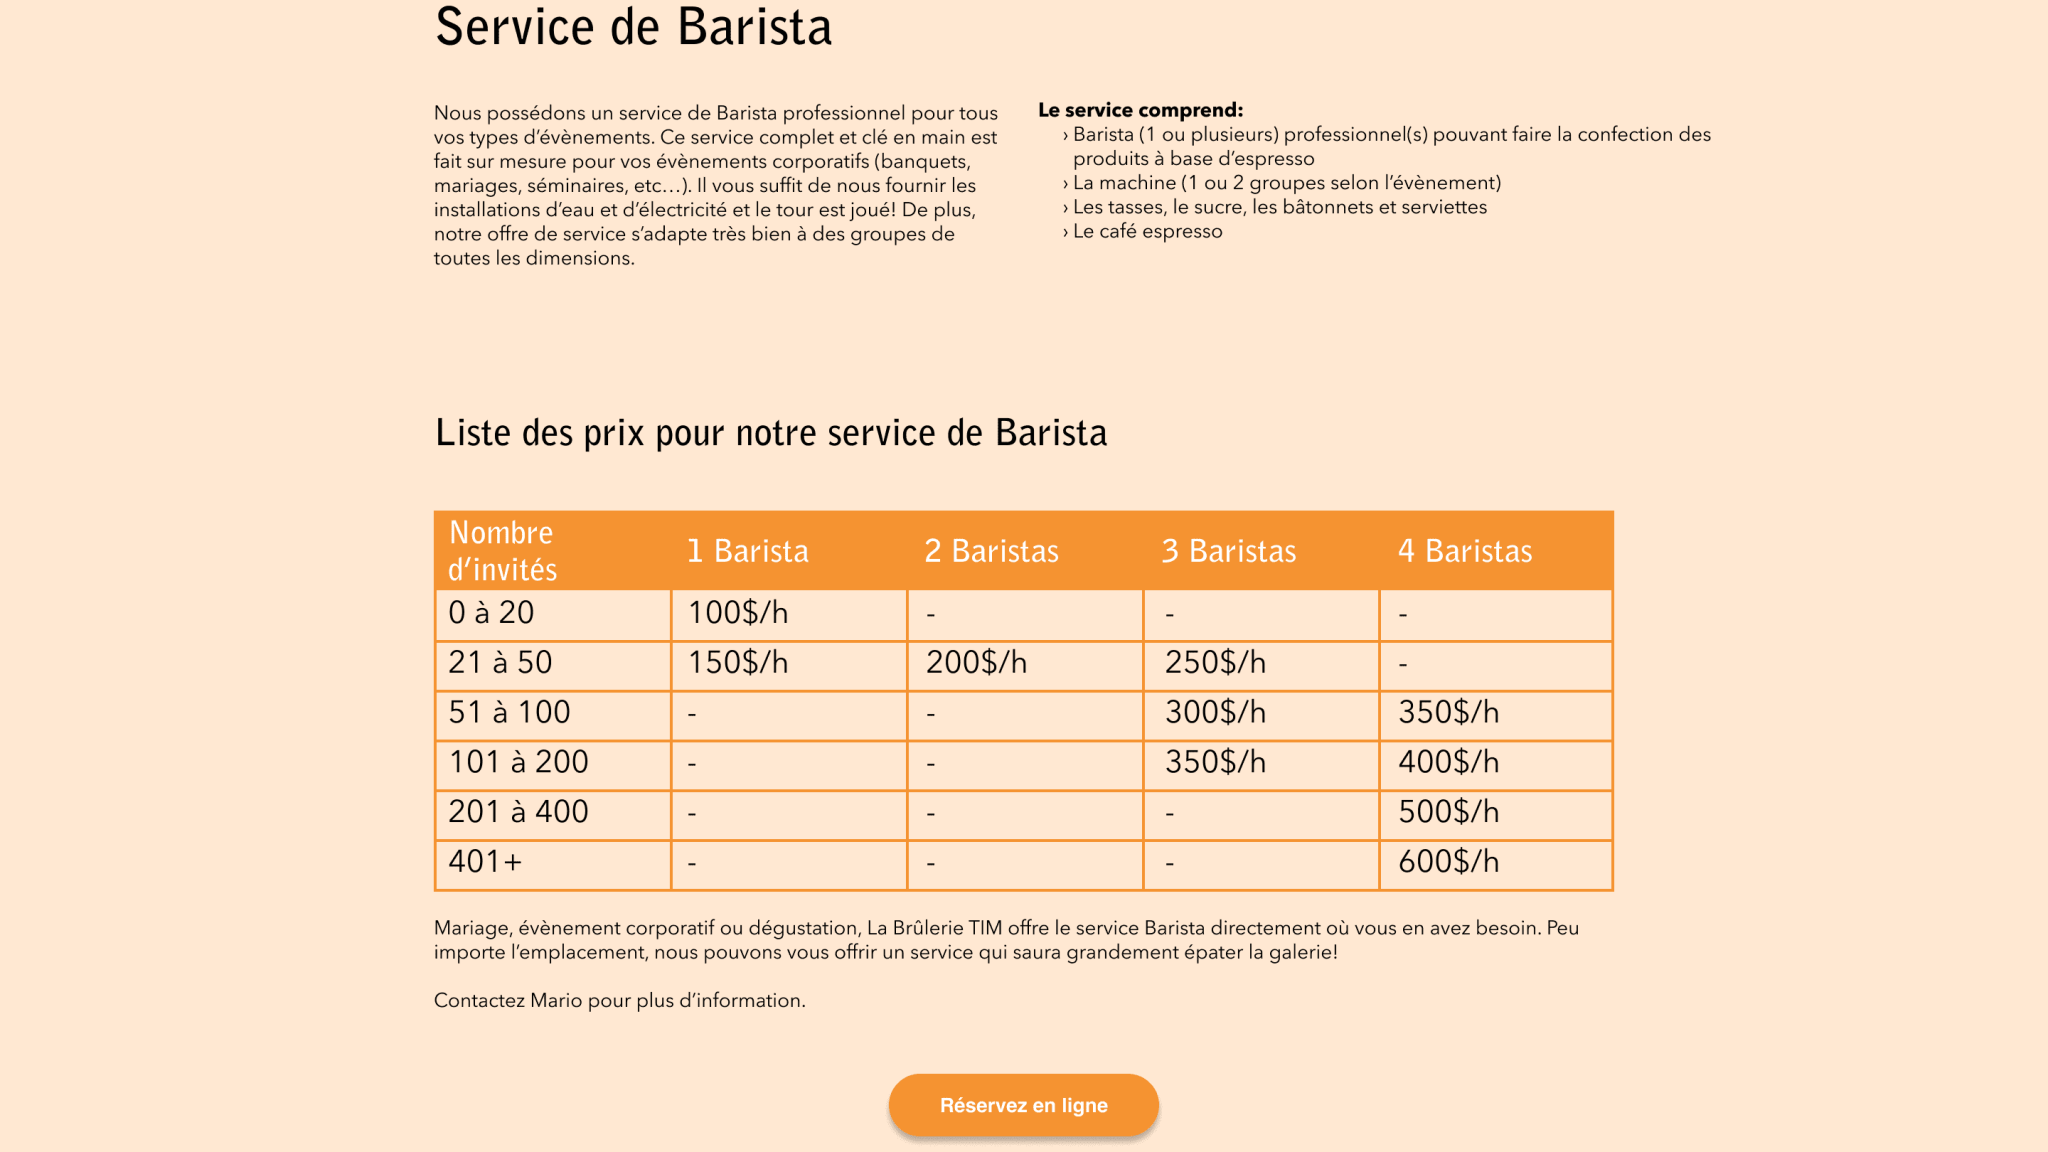 Service de Barista
Nous possédons un service de Barista professionnel pour tous
vos types d'évènements. Ce service complet et clé en main est
fait sur mesure pour vos évènements corporatifs (banquets,
mariages, séminaires, etc…). Il vous suffit de nous fournir les
installations d'eau et d'électricité et le tour est joué! De plus,
notre offre de service s'adapte très bien à des groupes de
toutes les dimensions.
Le service comprend:
› Barista (1 ou plusieurs) professionnel(s) pouvant faire la confection des
produits à base d'espresso
› La machine (1 ou 2 groupes selon l'évènement)
› Les tasses, le sucre, les bâtonnets et serviettes
› Le café espresso
Liste des prix pour notre service de Barista
Nombre
d'invités 1 Barista 2 Baristas 3 Baristas 4 Baristas
0 à 20 100$/h - - -
21 à 50 150$/h 200$/h 250$/h -
51 à 100 - - 300$/h 350$/h
101 à 200 - - 350$/h 400$/h
201 à 400 - - - 500$/h
401+ - - - 600$/h
Mariage, évènement corporatif ou dégustation, La Brûlerie TIM offre le service Barista directement où vous en avez besoin. Peu
importe l'emplacement, nous pouvons vous offrir un service qui saura grandement épater la galerie!
Contactez Mario pour plus d'information.
Réservez en ligne